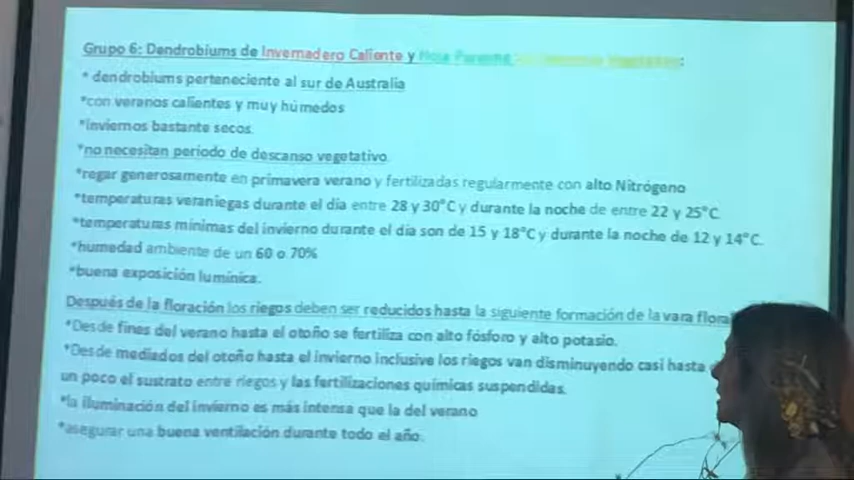 Grupo 6: Dendrobiums de Invernadero Caliente y Hoja Perenne :
* dendrobiums perteneciente al sur de Australia
*con veranos calientes y muy húmedos
*inviernos bastante secos.
*no necesitan periodo de descanso vegetativo.
*regar generosamente en primavera verano y fertilizadas regularmente con alto Nitrógeno
*temperaturas veraniegas durante el día entre 28 y 30°C y durante la noche de entre 22 y 25°C.
*temperaturas mínimas del invierno durante el día son de 15 y 18°C y durante la noche de 12 y 14°C.
*humedad ambiente de un 60 o 70%
*buena exposición lumínica.
Después de la floración los riegos deben ser reducidos hasta la siguiente formación de la vara
*Desde fines del verano hasta el otoño se fertiliza con alto fósforo y alto potasio.
*Desde mediados del otoño hasta el invierno inclusive los riegos van disminuyendo casi hasta
un poco el sustrato entre riegos y las fertilizaciones químicas suspendidas.
*la iluminación del invierno es más intensa que la del verano
*asegurar una buena ventilación durante todo el año.